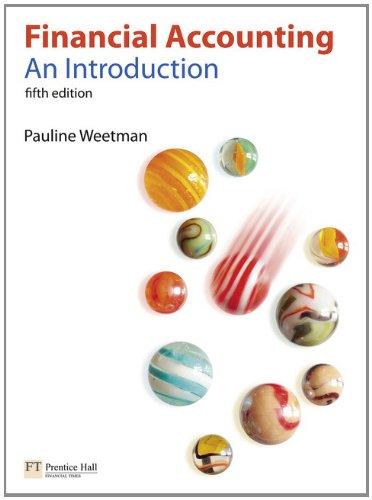 Financial Accounting
An Introduction
fifth edition
Pauline Weetman
FT Prentice Hall
FINANCIAL TIMES